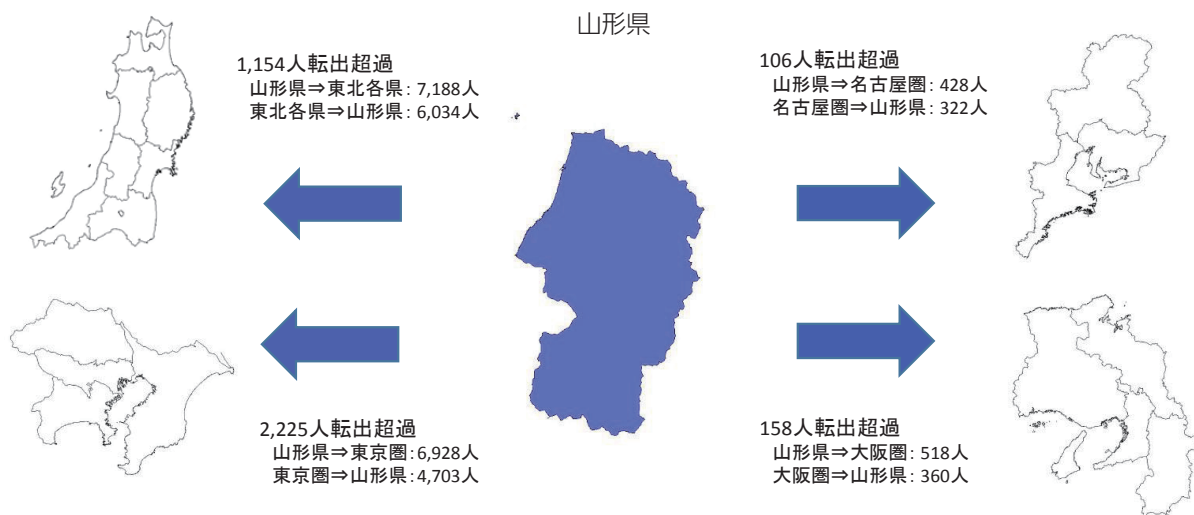 山形県
1,154人転出超過
山形県⇒東北各県：7,188人
東北各県⇒山形県：6,034人
106人転出超過
山形県⇒名古屋圏：428人
名古屋圏⇒山形県：322人
2,225人転出超過
山形県⇒東京圏：6,928人
東京圏⇒山形県：4,703人
158人転出超過
山形県⇒大阪圏：518人
大阪圏⇒山形県：360人